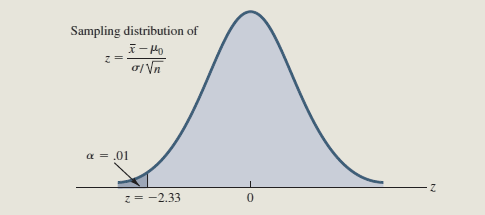 Sampling distribution of
z = x̄ − μ₀
σ/√n
α = .01
z = −2.33
0
z